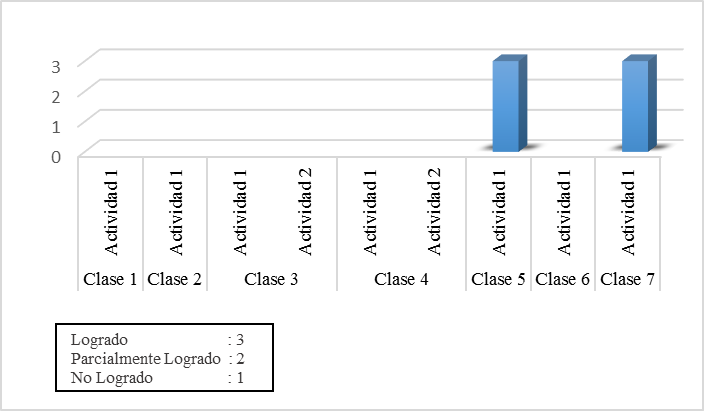 3
2
1
0
Actividad 1
Actividad 1
Actividad 1
Actividad 2
Actividad 1
Actividad 2
Actividad 1
Actividad 1
Actividad 1
Clase 1 Clase 2 Clase 3 Clase 4 Clase 5 Clase 6 Clase 7
Logrado : 3
Parcialmente Logrado : 2
No Logrado : 1